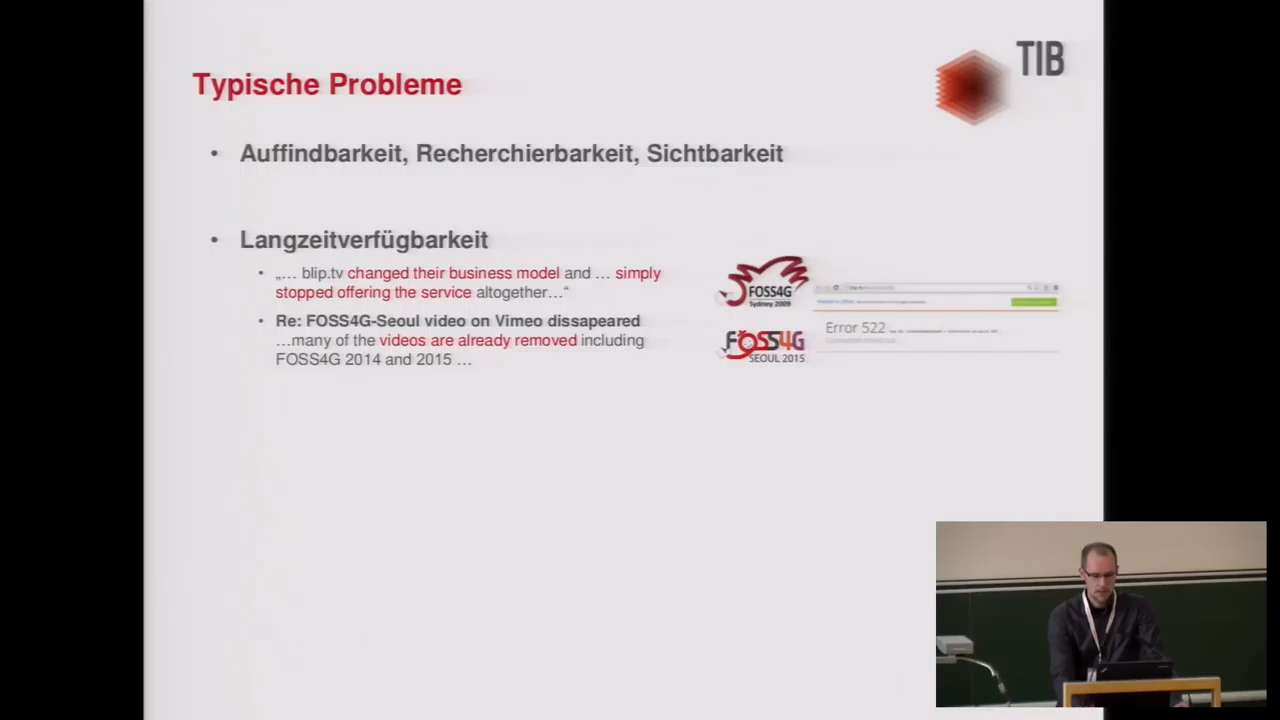 TIB
Typische Probleme
• Auffindbarkeit, Recherchierbarkeit, Sichtbarkeit
• Langzeitverfügbarkeit
• „… blip.tv changed their business model and … simply
stopped offering the service altogether…“
• Re: FOSS4G-Seoul video on Vimeo dissapeared
…many of the videos are already removed including
FOSS4G 2014 and 2015 …
FOSS4G
Sydney 2009
FOSS4G
SEOUL 2015
Error 522